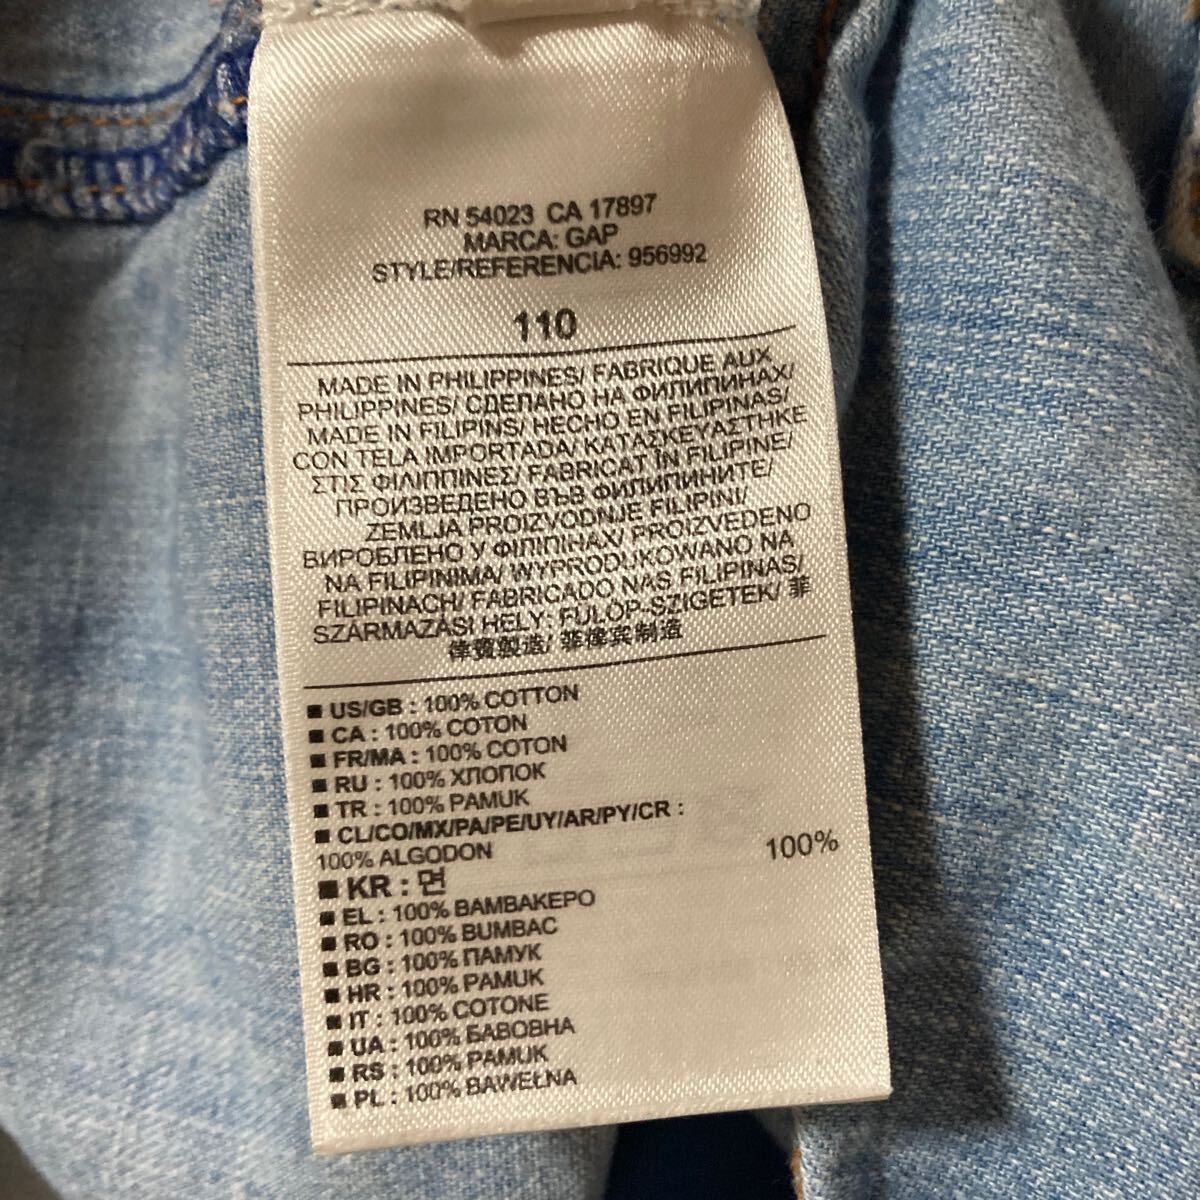 RN 54023 CA 17897
MARCA: GAP
STYLE/REFERENCIA: 956992
110
MADE IN PHILIPPINES/ FABRIQUE AUX
PHILIPPINES/ СДЕЛАНО НА ФИЛИПИНАХ/
MADE IN FILIPINS/ HECHO EN FILIPINAS/
CON TELA IMPORTADA/ ΚΑΤΑΣΚΕΥΑΣΤΗΚΕ
ΣΤΙΣ ΦΙΛΙΠΠΙΝΕΣ/ FABRICAT ÎN FILIPINE/
ПРОИЗВЕДЕНО ВЪВ ФИЛИПИНИТЕ/
ZEMLJA PROIZVODNJE FILIPINI/
ВИРОБЛЕНО У ФІЛІПІНАХ/ PROIZVEDENO
NA FILIPINIMA/ WYPRODUKOWANO NA
FILIPINACH/ FABRICADO NAS FILIPINAS/
SZÁRMAZÁSI HELY: FÜLÖP-SZIGETEK/ 菲
律賓製造/ 菲律宾制造
■ US/GB : 100% COTTON
■ CA : 100% COTON
■ FR/MA : 100% COTON
■ RU : 100% ХЛОПОК
■ TR : 100% PAMUK
■ CL/CO/MX/PA/PE/UY/AR/PY/CR :
100% ALGODON
■ KR : 면 100%
■ EL : 100% ΒΑΜΒΑΚΕΡΟ
■ RO : 100% BUMBAC
■ BG : 100% ПАМУК
■ HR : 100% PAMUK
■ IT : 100% COTONE
■ UA : 100% БАВОВНА
■ RS : 100% PAMUK
■ PL : 100% BAWEŁNA